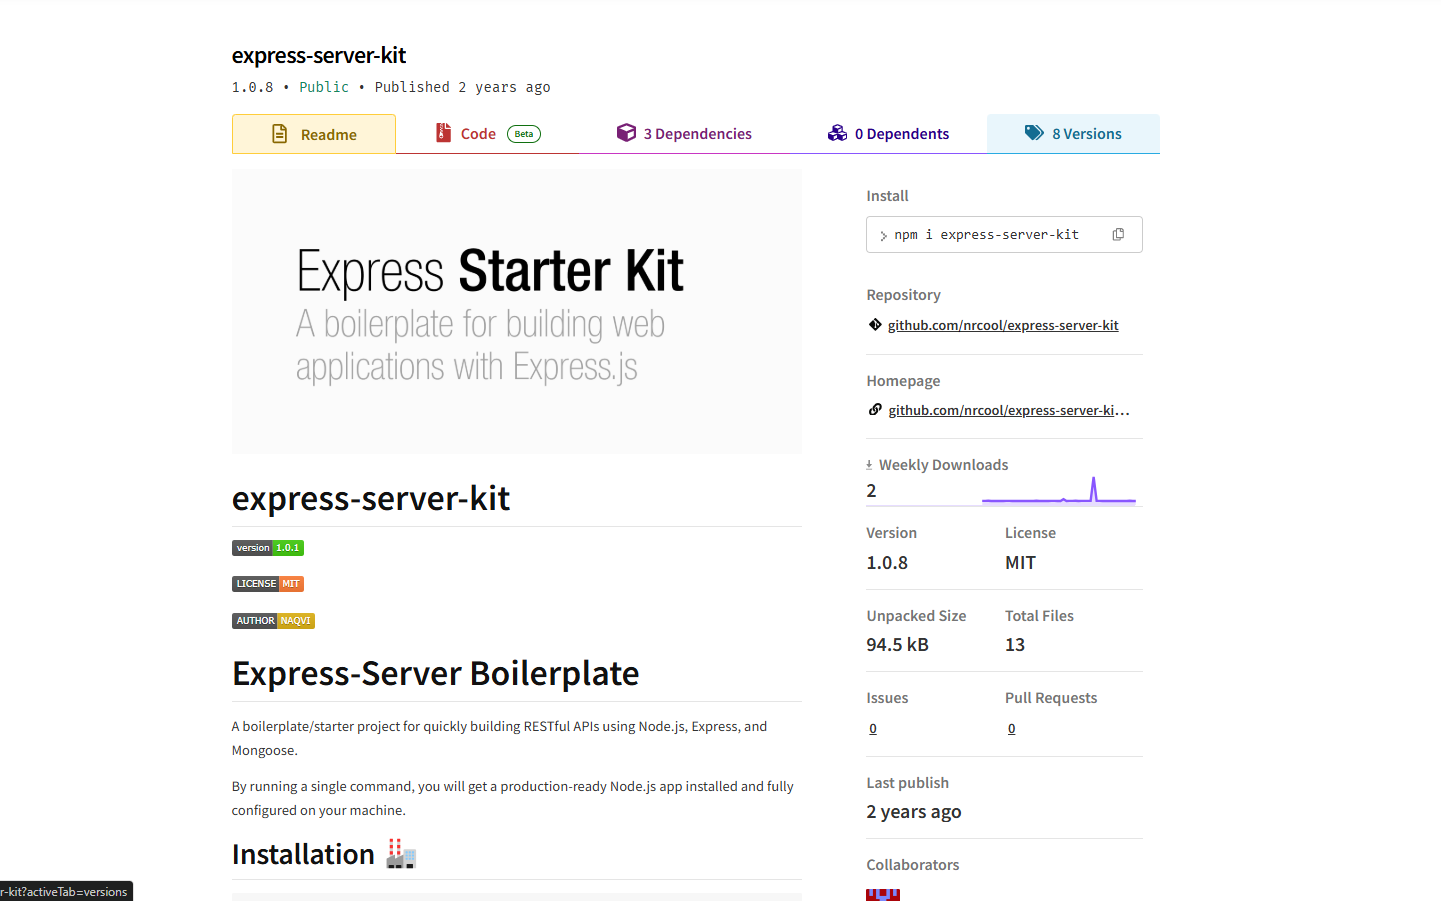 express-server-kit
1.0.8 • Public • Published 2 years ago
Readme
Code Beta
3 Dependencies
0 Dependents
8 Versions
Express Starter Kit
A boilerplate for building web
applications with Express.js
express-server-kit
version 1.0.1
LICENSE MIT
AUTHOR NAQVI
Express-Server Boilerplate
A boilerplate/starter project for quickly building RESTful APIs using Node.js, Express, and
Mongoose.
By running a single command, you will get a production-ready Node.js app installed and fully
configured on your machine.
Installation
Install
npm i express-server-kit
Repository
github.com/nrcool/express-server-kit
Homepage
github.com/nrcool/express-server-ki…
Weekly Downloads
2
Version
1.0.8
License
MIT
Unpacked Size
94.5 kB
Total Files
13
Issues
0
Pull Requests
0
Last publish
2 years ago
Collaborators
r-kit?activeTab=versions